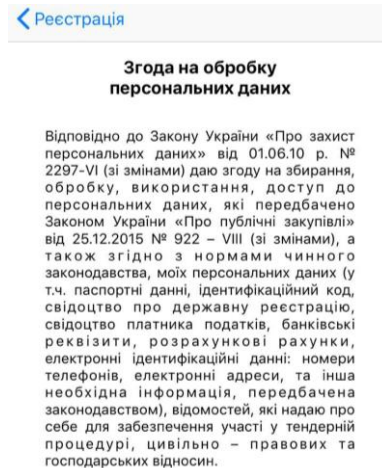 Реєстрація
Згода на обробку
персональних даних
Відповідно до Закону України «Про захист
персональних даних» від 01.06.10 р. №
2297-VI (зі змінами) даю згоду на збирання,
обробку, використання, доступ до
персональних даних, які передбачено
Законом України «Про публічні закупівлі»
від 25.12.2015 № 922 – VIII (зі змінами), а
також згідно з нормами чинного
законодавства, моїх персональних даних (у
т.ч. паспортні данні, ідентифікаційний код,
свідоцтво про державну реєстрацію,
свідоцтво платника податків, банківські
реквізити, розрахункові рахунки,
електронні ідентифікаційні данні: номери
телефонів, електронні адреси, та інша
необхідна інформація, передбачена
законодавством), відомостей, які надаю про
себе для забезпечення участі у тендерній
процедурі, цивільно – правових та
господарських відносин.